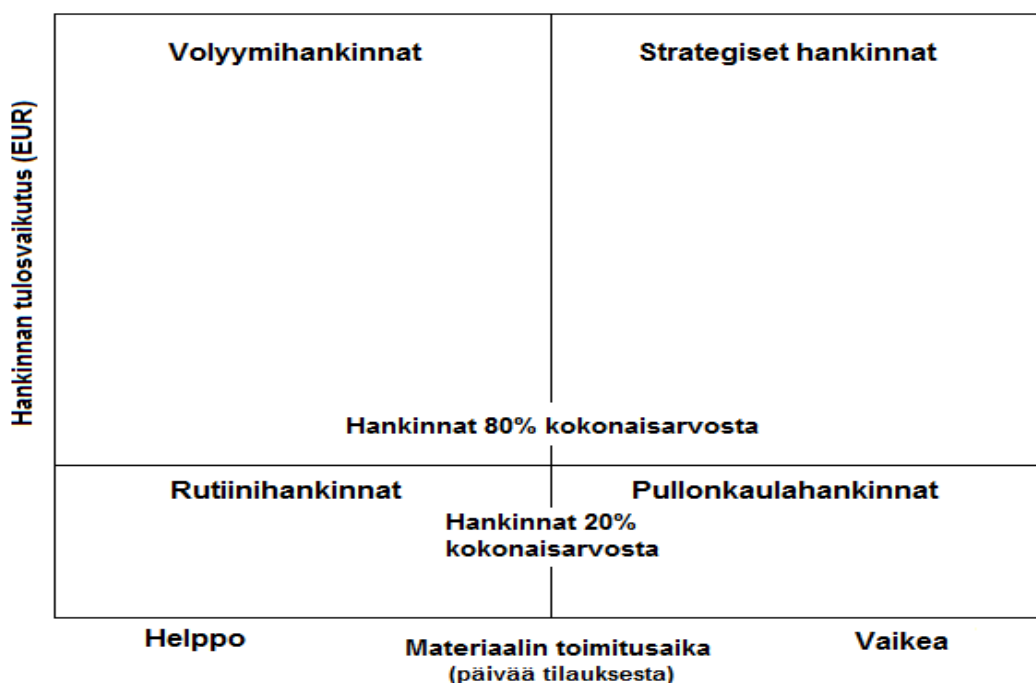 Volyymihankinnat
Strategiset hankinnat
Hankinnan tulosvaikutus (EUR)
Hankinnat 80% kokonaisarvosta
Rutiinihankinnat
Pullonkaulahankinnat
Hankinnat 20%
kokonaisarvosta
Helppo
Materiaalin toimitusaika
(päivää tilauksesta)
Vaikea